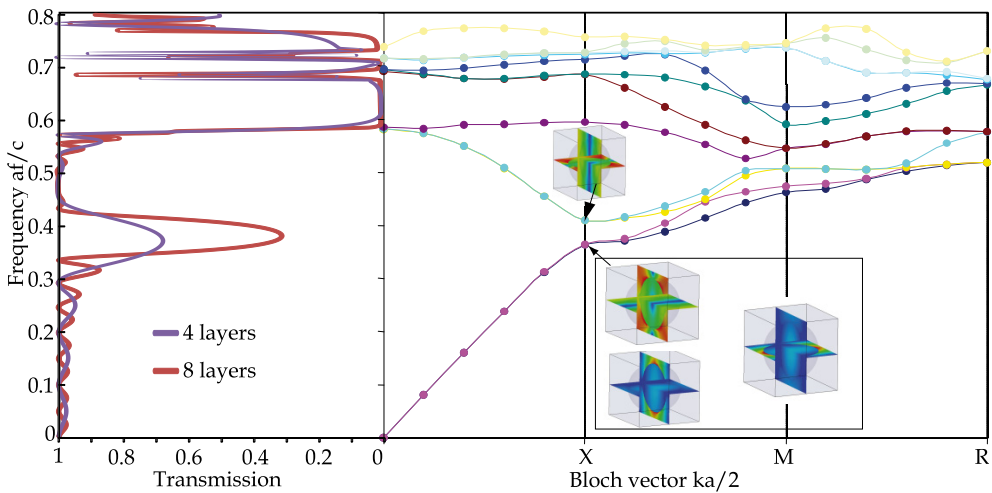 0.8
0.7
0.6
0.5
0.4
0.3
0.2
0.1
0
Frequency af/c
4 layers
8 layers
1 0.8 0.6 0.4 0.2 0 X M R
Transmission Bloch vector ka/2